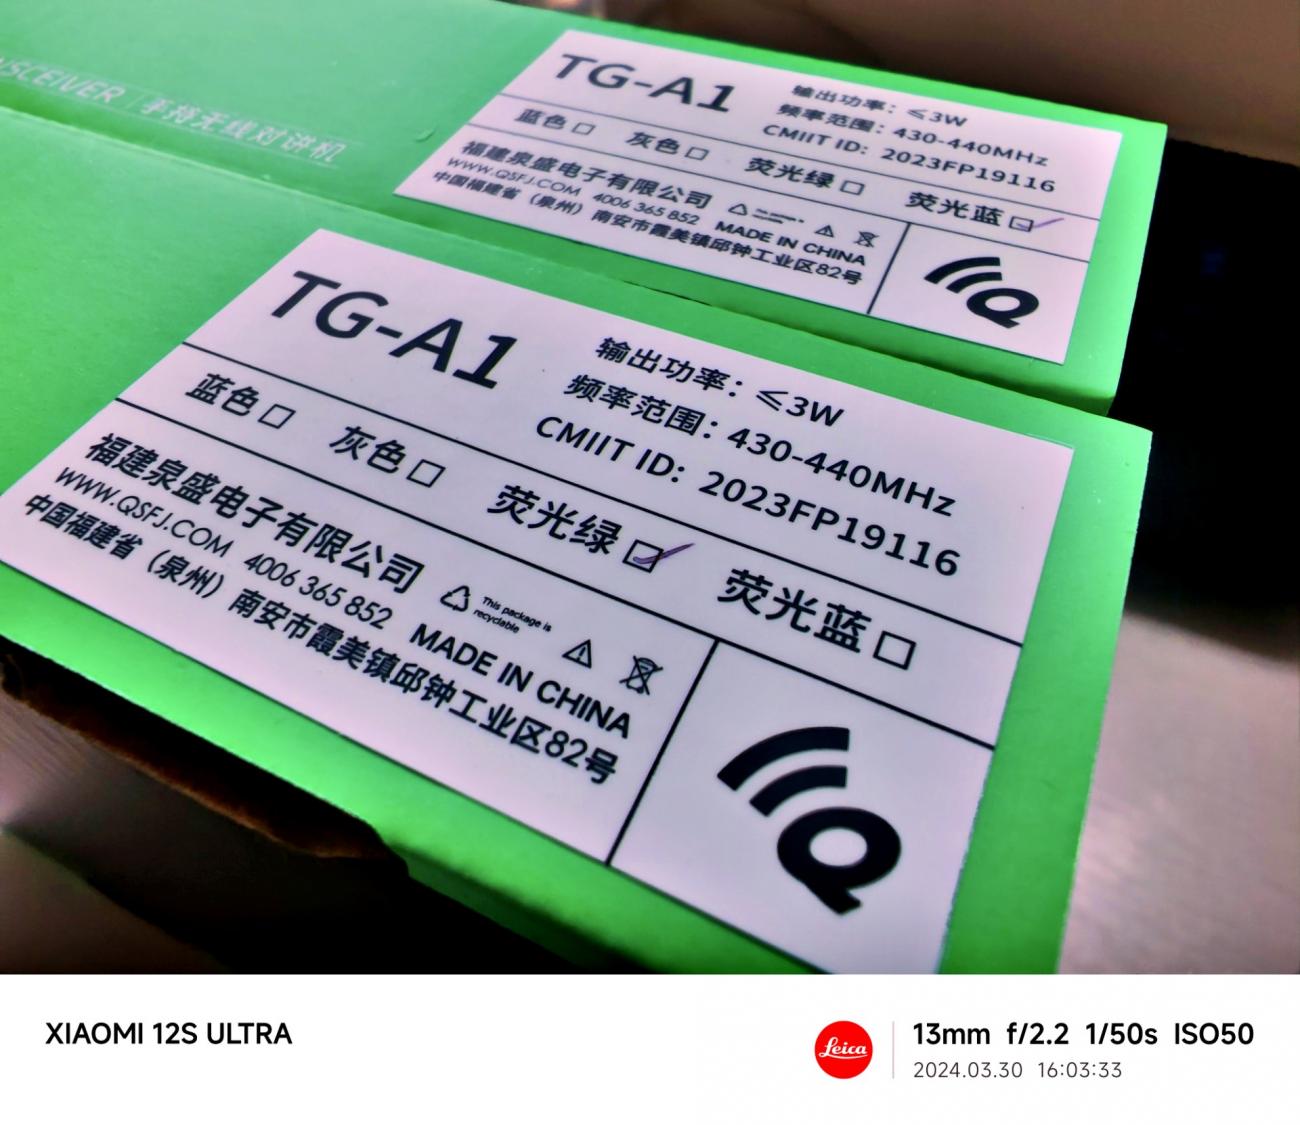 NSCEIVER | 手持无线对讲机
TG-A1
输出功率：≤3W
频率范围：430-440MHz
CMIIT ID: 2023FP19116
蓝色□ 灰色□ 荧光绿□ 荧光蓝☑
福建泉盛电子有限公司
WWW.QSFJ.COM 4006 365 852 MADE IN CHINA
中国福建省（泉州）南安市霞美镇邱钟工业区82号
Q
TG-A1
输出功率：≤3W
频率范围：430-440MHz
CMIIT ID: 2023FP19116
蓝色□ 灰色□ 荧光绿☑ 荧光蓝□
福建泉盛电子有限公司
This package is
recyclable
WWW.QSFJ.COM 4006 365 852 MADE IN CHINA
中国福建省（泉州）南安市霞美镇邱钟工业区82号
Q
XIAOMI 12S ULTRA
Leica
13mm f/2.2 1/50s ISO50
2024.03.30 16:03:33